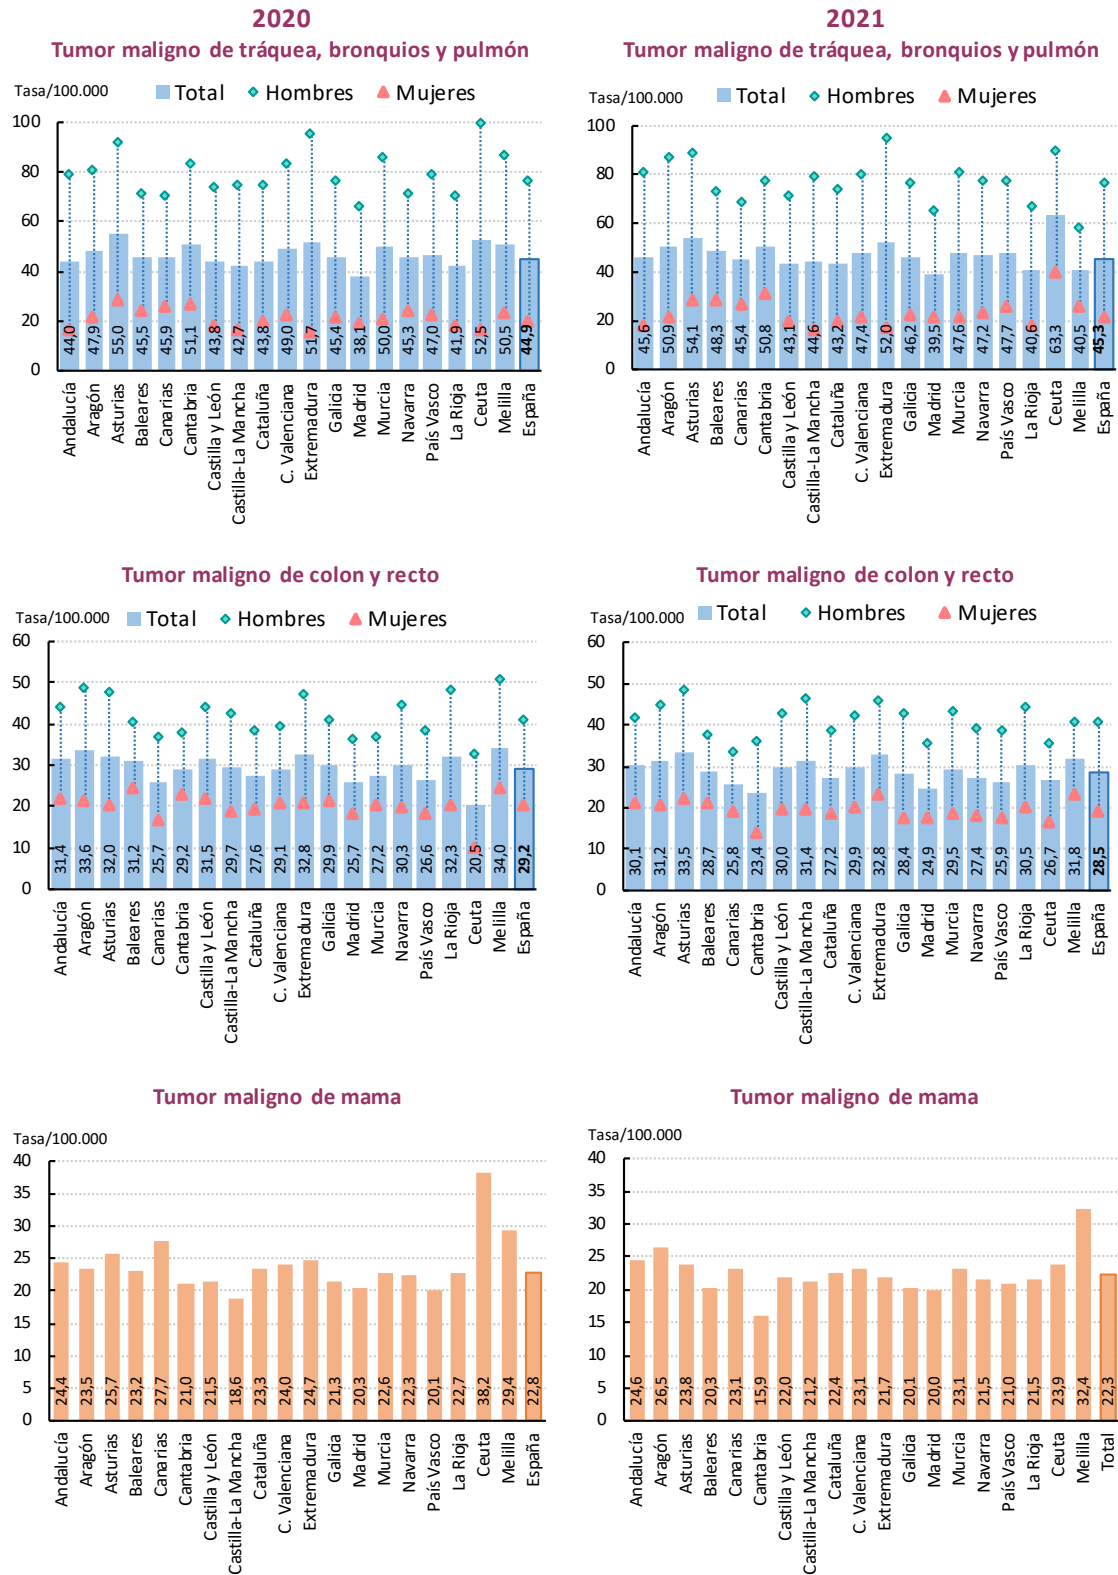 2020
Tumor maligno de tráquea, bronquios y pulmón
Tasa/100.000
Total
Hombres
Mujeres
100
80
60
40
20
0
44,0
47,9
55,0
45,5
45,9
51,1
43,8
42,7
43,8
49,0
51,7
45,4
38,1
50,0
45,3
47,0
41,9
52,5
50,5
44,9
Andalucía
Aragón
Asturias
Baleares
Canarias
Cantabria
Castilla y León
Castilla-La Mancha
Cataluña
C. Valenciana
Extremadura
Galicia
Madrid
Murcia
Navarra
País Vasco
La Rioja
Ceuta
Melilla
España
2021
Tumor maligno de tráquea, bronquios y pulmón
Tasa/100.000
Total
Hombres
Mujeres
100
80
60
40
20
0
45,6
50,9
54,1
48,3
45,4
50,8
43,1
44,6
43,2
47,4
52,0
46,2
39,5
47,6
47,2
47,7
40,6
63,3
40,5
45,3
Andalucía
Aragón
Asturias
Baleares
Canarias
Cantabria
Castilla y León
Castilla-La Mancha
Cataluña
C. Valenciana
Extremadura
Galicia
Madrid
Murcia
Navarra
País Vasco
La Rioja
Ceuta
Melilla
España
Tumor maligno de colon y recto
Tasa/100.000
Total
Hombres
Mujeres
60
50
40
30
20
10
0
31,4
33,6
32,0
31,2
25,7
29,2
31,5
29,7
27,6
29,1
32,8
29,9
25,7
27,2
30,3
26,6
32,3
20,5
34,0
29,2
Andalucía
Aragón
Asturias
Baleares
Canarias
Cantabria
Castilla y León
Castilla-La Mancha
Cataluña
C. Valenciana
Extremadura
Galicia
Madrid
Murcia
Navarra
País Vasco
La Rioja
Ceuta
Melilla
España
Tumor maligno de colon y recto
Tasa/100.000
Total
Hombres
Mujeres
60
50
40
30
20
10
0
30,1
31,2
33,5
28,7
25,8
23,4
30,0
31,4
27,2
29,9
32,8
28,4
24,9
29,5
27,4
25,9
30,5
26,7
31,8
28,5
Andalucía
Aragón
Asturias
Baleares
Canarias
Cantabria
Castilla y León
Castilla-La Mancha
Cataluña
C. Valenciana
Extremadura
Galicia
Madrid
Murcia
Navarra
País Vasco
La Rioja
Ceuta
Melilla
España
Tumor maligno de mama
Tasa/100.000
40
35
30
25
20
15
10
5
0
24,4
23,5
25,7
23,2
27,7
21,0
21,5
18,6
23,3
24,0
24,7
21,3
20,3
22,6
22,3
20,1
22,7
38,2
29,4
22,8
Andalucía
Aragón
Asturias
Baleares
Canarias
Cantabria
Castilla y León
Castilla-La Mancha
Cataluña
C. Valenciana
Extremadura
Galicia
Madrid
Murcia
Navarra
País Vasco
La Rioja
Ceuta
Melilla
España
Tumor maligno de mama
Tasa/100.000
40
35
30
25
20
15
10
5
0
24,6
26,5
23,8
20,3
23,1
15,9
22,0
21,2
22,4
23,1
21,7
20,1
20,0
23,1
21,5
21,0
21,5
23,9
32,4
22,3
Andalucía
Aragón
Asturias
Baleares
Canarias
Cantabria
Castilla y León
Castilla-La Mancha
Cataluña
C. Valenciana
Extremadura
Galicia
Madrid
Murcia
Navarra
País Vasco
La Rioja
Ceuta
Melilla
Total